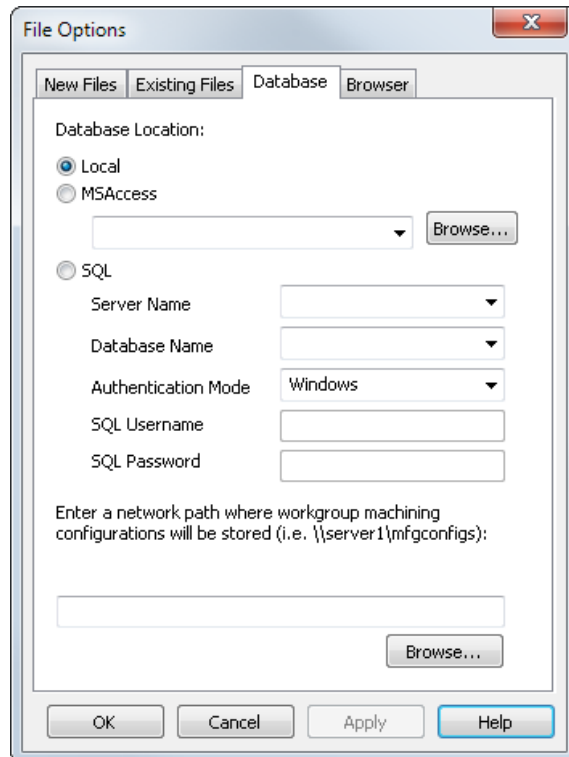 File Options
New Files Existing Files Database Browser
Database Location:
Local
MSAccess
Browse...
SQL
Server Name
Database Name
Authentication Mode Windows
SQL Username
SQL Password
Enter a network path where workgroup machining
configurations will be stored (i.e. \\server1\mfgconfigs):
Browse...
OK Cancel Apply Help